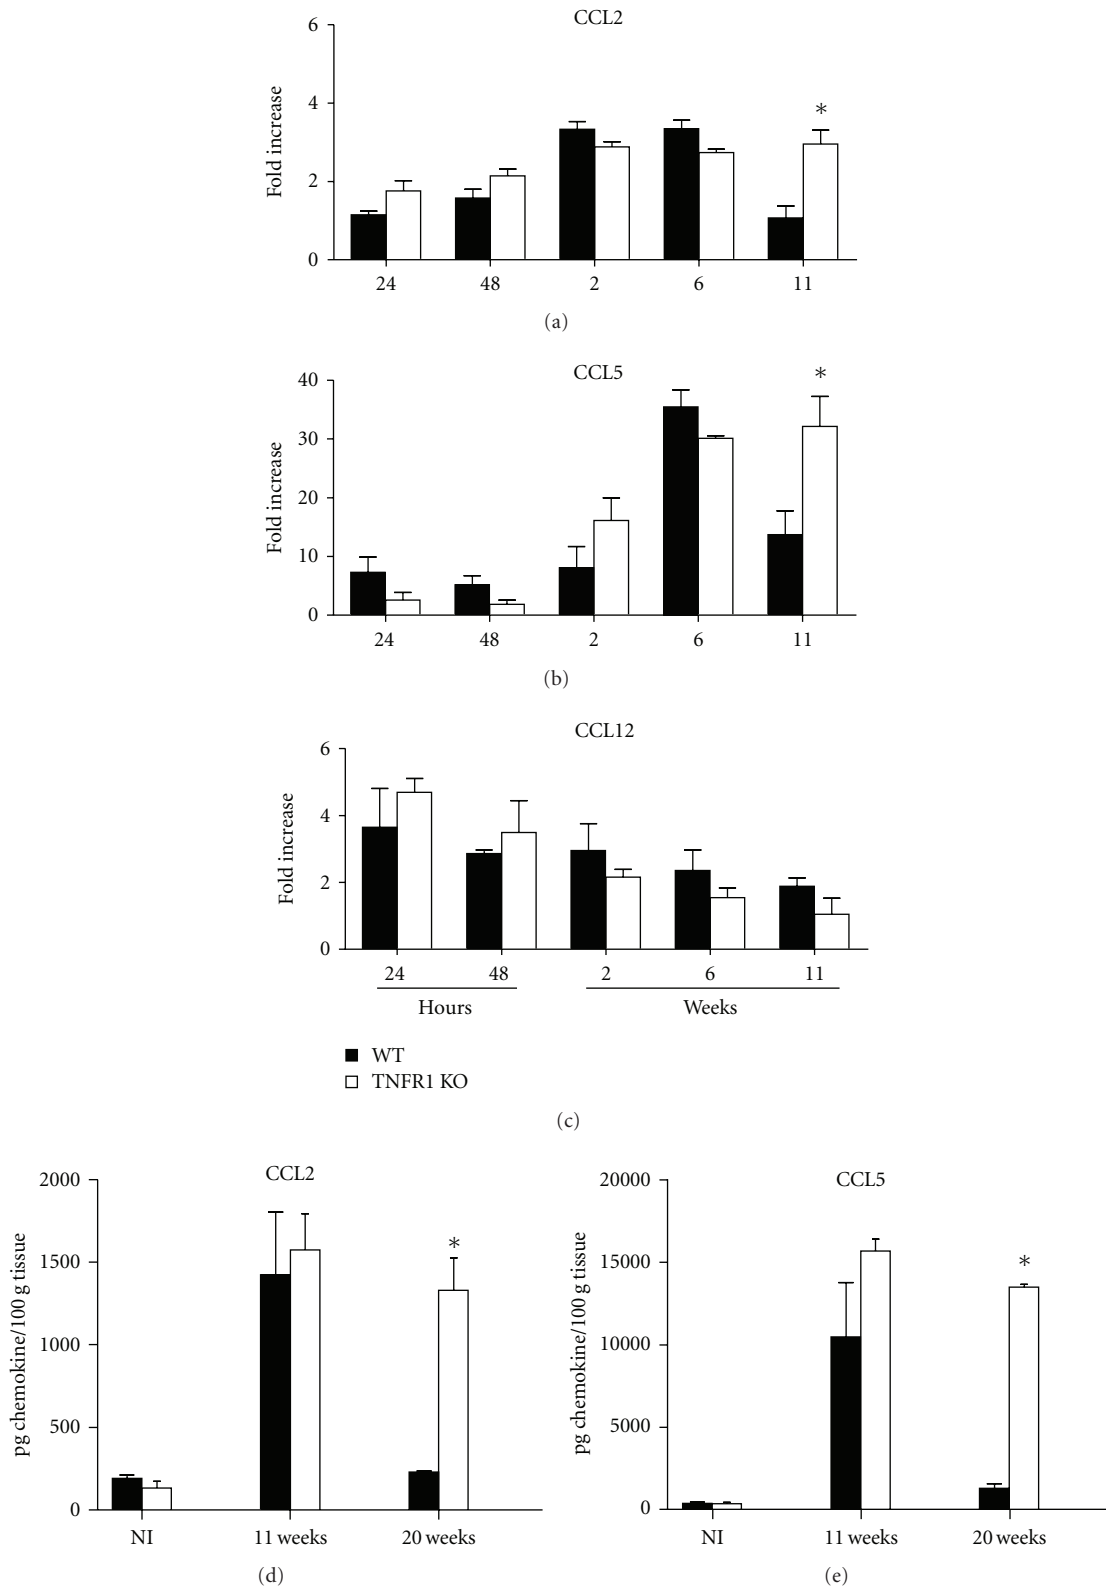 CCL2
6
4
2
0
Fold increase
*
24 48 2 6 11
(a)
CCL5
40
30
20
10
0
Fold increase
*
24 48 2 6 11
(b)
CCL12
6
4
2
0
Fold increase
24 48 2 6 11
Hours Weeks
WT
TNFR1 KO
(c)
CCL2
2000
1500
1000
500
0
pg chemokine/100 g tissue
*
NI 11 weeks 20 weeks
(d)
CCL5
20000
15000
10000
5000
0
pg chemokine/100 g tissue
*
NI 11 weeks 20 weeks
(e)